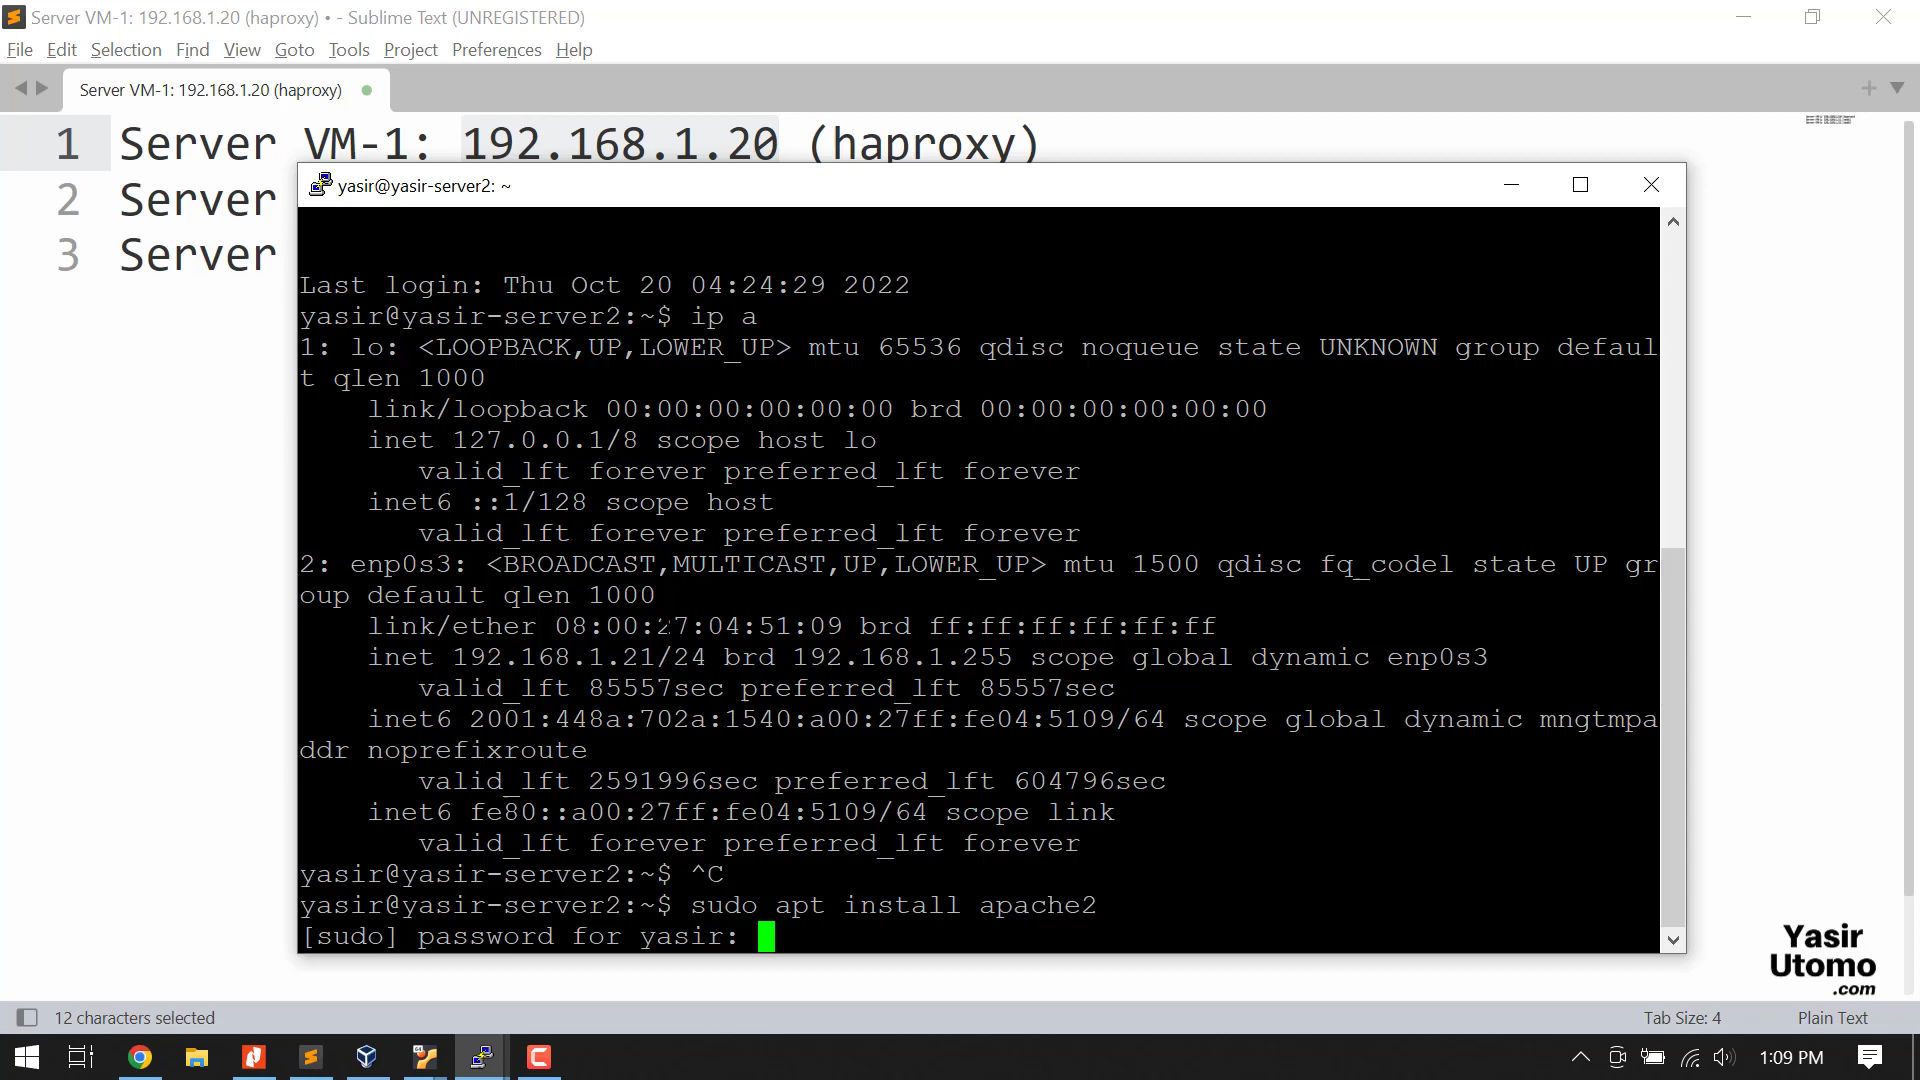 Server VM-1: 192.168.1.20 (haproxy) • - Sublime Text (UNREGISTERED)
File Edit Selection Find View Goto Tools Project Preferences Help
Server VM-1: 192.168.1.20 (haproxy)
1 Server VM-1: 192.168.1.20 (haproxy)
2 Server
3 Server
yasir@yasir-server2: ~
Last login: Thu Oct 20 04:24:29 2022
yasir@yasir-server2:~$ ip a
1: lo: <LOOPBACK,UP,LOWER_UP> mtu 65536 qdisc noqueue state UNKNOWN group defaul
t qlen 1000
link/loopback 00:00:00:00:00:00 brd 00:00:00:00:00:00
inet 127.0.0.1/8 scope host lo
valid_lft forever preferred_lft forever
inet6 ::1/128 scope host
valid_lft forever preferred_lft forever
2: enp0s3: <BROADCAST,MULTICAST,UP,LOWER_UP> mtu 1500 qdisc fq_codel state UP gr
oup default qlen 1000
link/ether 08:00:27:04:51:09 brd ff:ff:ff:ff:ff:ff
inet 192.168.1.21/24 brd 192.168.1.255 scope global dynamic enp0s3
valid_lft 85557sec preferred_lft 85557sec
inet6 2001:448a:702a:1540:a00:27ff:fe04:5109/64 scope global dynamic mngtmpa
ddr noprefixroute
valid_lft 2591996sec preferred_lft 604796sec
inet6 fe80::a00:27ff:fe04:5109/64 scope link
valid_lft forever preferred_lft forever
yasir@yasir-server2:~$ ^C
yasir@yasir-server2:~$ sudo apt install apache2
[sudo] password for yasir:
Yasir
Utomo
.com
12 characters selected Tab Size: 4 Plain Text
1:09 PM